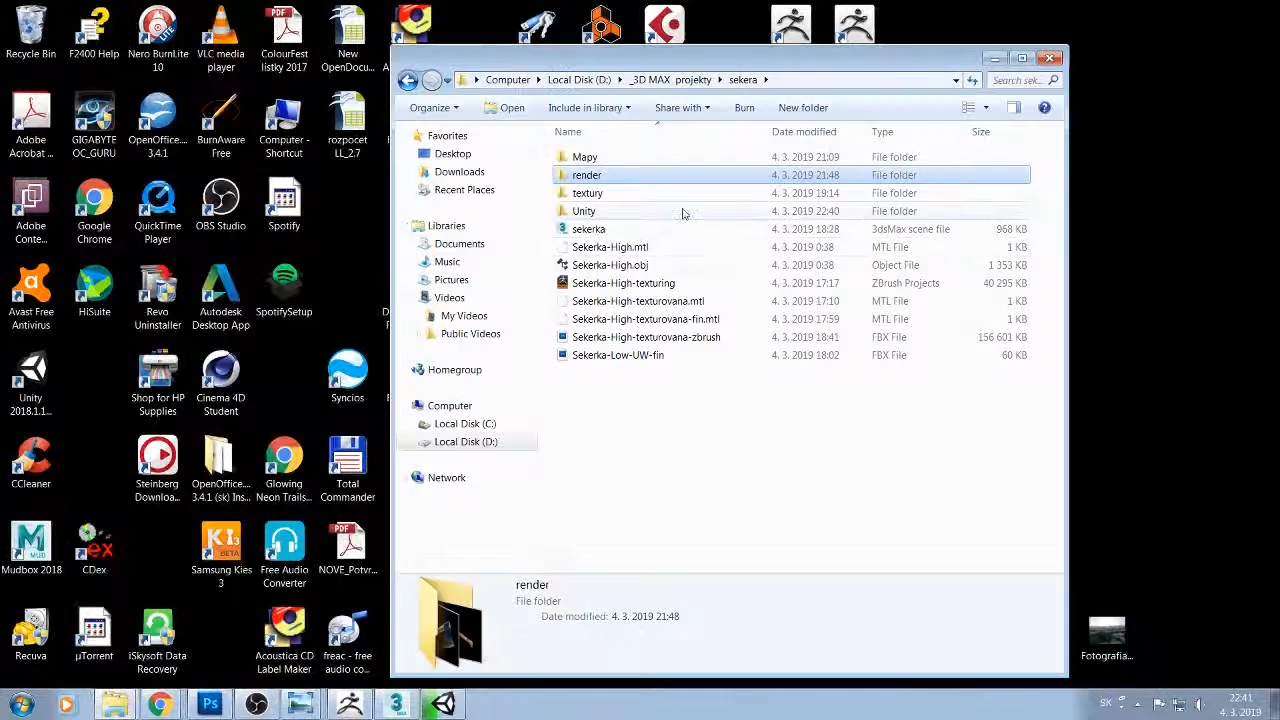 Recycle Bin
F2400 Help
Nero BurnLite
10
VLC media
player
ColourFest
listky 2017
New
OpenDocu...
Adobe
Acrobat ...
GIGABYTE
OC_GURU
OpenOffice...
3.4.1
BurnAware
Free
Computer -
Shortcut
rozpocet
LL_2.7
Adobe
Conte...
Google
Chrome
QuickTime
Player
OBS Studio
Spotify
Avast Free
Antivirus
HiSuite
Revo
Uninstaller
Autodesk
Desktop App
SpotifySetup
Unity
2018.1.1...
Shop for HP
Supplies
Cinema 4D
Student
Syncios
CCleaner
Steinberg
Downloa...
OpenOffice....
3.4.1 (sk) Ins...
Glowing
Neon Trails...
Total
Commander
Mudbox 2018
CDex
Samsung Kies
3
Free Audio
Converter
NOVE_Potvr...
Recuva
µTorrent
iSkysoft Data
Recovery
Acoustica CD
Label Maker
freac - free
audio co...
Computer
Local Disk (D:)
_3D MAX projekty
sekera
Search sek...
Organize
Open
Include in library
Share with
Burn
New folder
Name
Date modified
Type
Size
Favorites
Desktop
Downloads
Recent Places
Libraries
Documents
Music
Pictures
Videos
My Videos
Public Videos
Homegroup
Computer
Local Disk (C:)
Local Disk (D:)
Network
Mapy 4. 3. 2019 21:09 File folder
render 4. 3. 2019 21:48 File folder
textury 4. 3. 2019 19:14 File folder
Unity 4. 3. 2019 22:40 File folder
sekerka 4. 3. 2019 18:28 3dsMax scene file 968 KB
Sekerka-High.mtl 4. 3. 2019 0:38 MTL File 1 KB
Sekerka-High.obj 4. 3. 2019 0:38 Object File 1 353 KB
Sekerka-High-texturing 4. 3. 2019 17:17 ZBrush Projects 40 295 KB
Sekerka-High-texturovana.mtl 4. 3. 2019 17:10 MTL File 1 KB
Sekerka-High-texturovana-fin.mtl 4. 3. 2019 17:59 MTL File 1 KB
Sekerka-High-texturovana-zbrush 4. 3. 2019 18:41 FBX File 156 601 KB
Sekerka-Low-UW-fin 4. 3. 2019 18:02 FBX File 60 KB
render
File folder
Date modified: 4. 3. 2019 21:48
Fotografia...
SK
22:41
4. 3. 2019